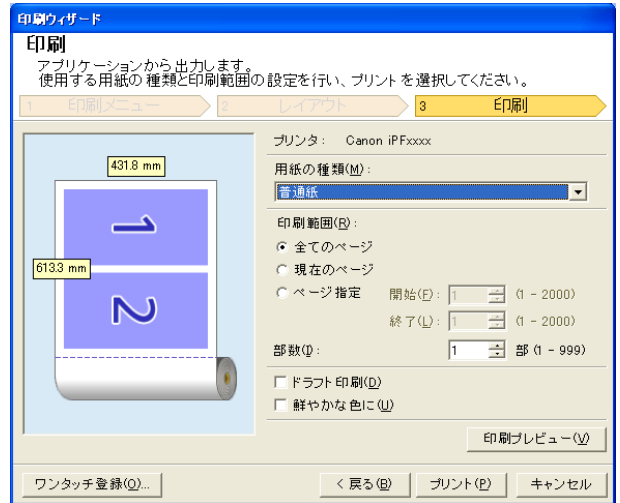 印刷ウィザード
印刷
アプリケーションから出力します。
使用する用紙の種類と印刷範囲の設定を行い、プリントを選択してください。
1 印刷メニュー 2 レイアウト 3 印刷
プリンタ: Canon iPFxxxx
431.8 mm
用紙の種類(M):
普通紙
1
印刷範囲(R):
全てのページ
613.3 mm
現在のページ
ページ指定 開始(F): 1 (1 - 2000)
2
終了(L): 1 (1 - 2000)
部数(I): 1 部 (1 - 999)
ドラフト印刷(D)
鮮やかな色に(U)
印刷プレビュー(V)
ワンタッチ登録(O)... < 戻る(B) プリント(P) キャンセル